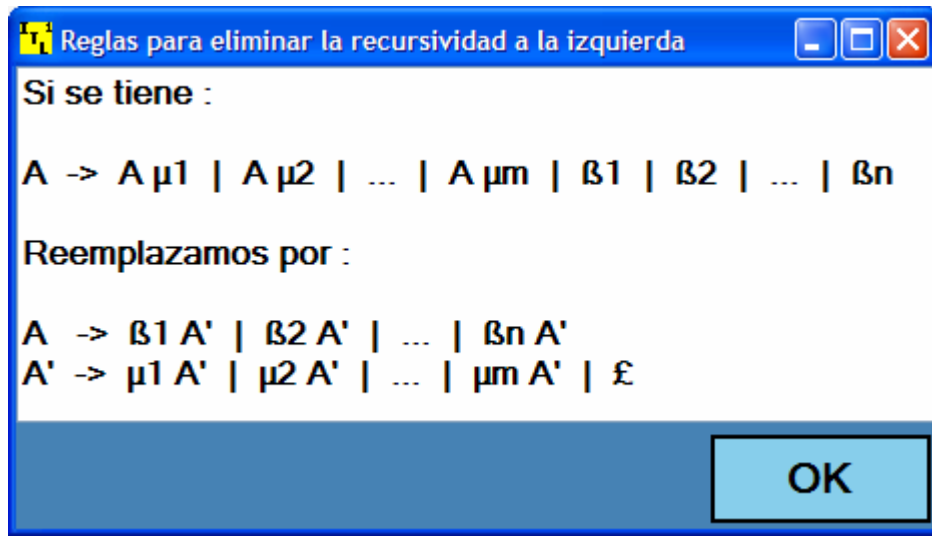 Reglas para eliminar la recursividad a la izquierda
Si se tiene :
A -> A µ1 | A µ2 | ... | A µm | ß1 | ß2 | ... | ßn
Reemplazamos por :
A -> ß1 A' | ß2 A' | ... | ßn A'
A' -> µ1 A' | µ2 A' | ... | µm A' | £
OK